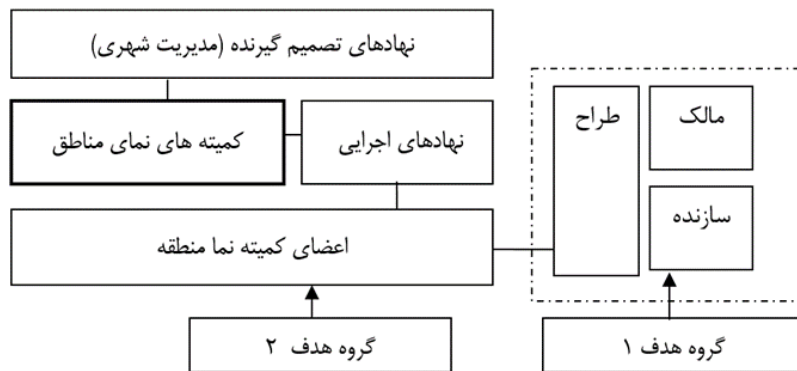 نهادهای تصمیم گیرنده (مدیریت شهری)
مالک
طراح
نهادهای اجرایی
کمیته های نمای مناطق
سازنده
اعضای کمیته نما منطقه
گروه هدف ۱
گروه هدف ۲